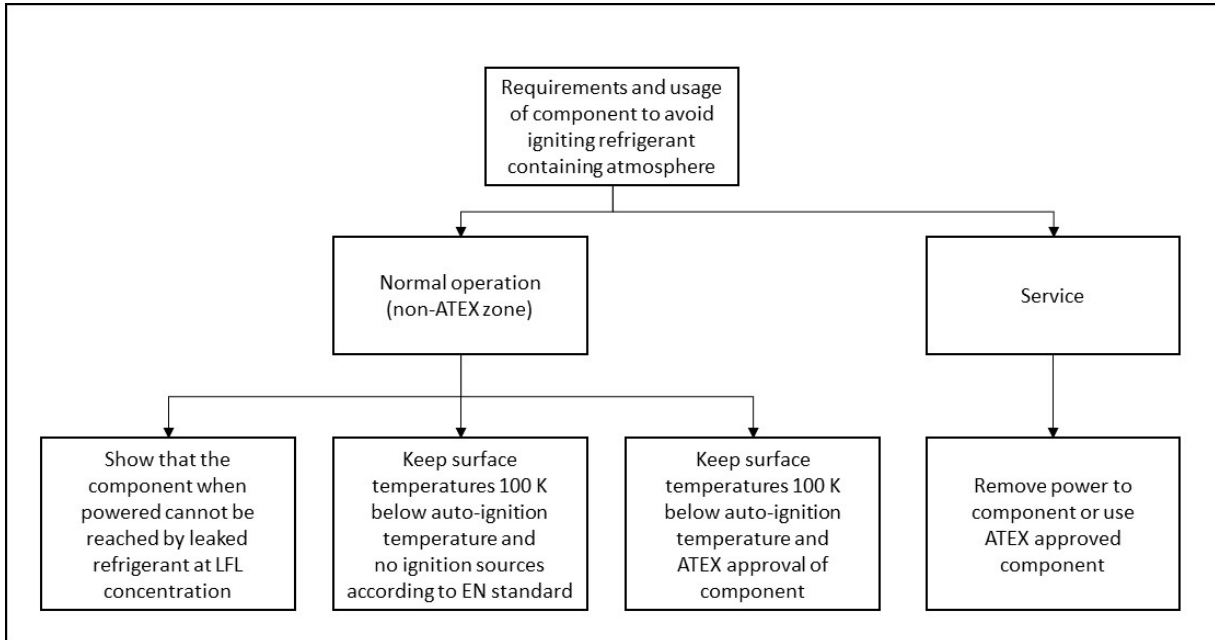 Requirements and usage
of component to avoid
igniting refrigerant
containing atmosphere
Normal operation
(non-ATEX zone)
Service
Show that the
component when
powered cannot be
reached by leaked
refrigerant at LFL
concentration
Keep surface
temperatures 100 K
below auto-ignition
temperature and
no ignition sources
according to EN standard
Keep surface
temperatures 100 K
below auto-ignition
temperature and
ATEX approval of
component
Remove power to
component or use
ATEX approved
component